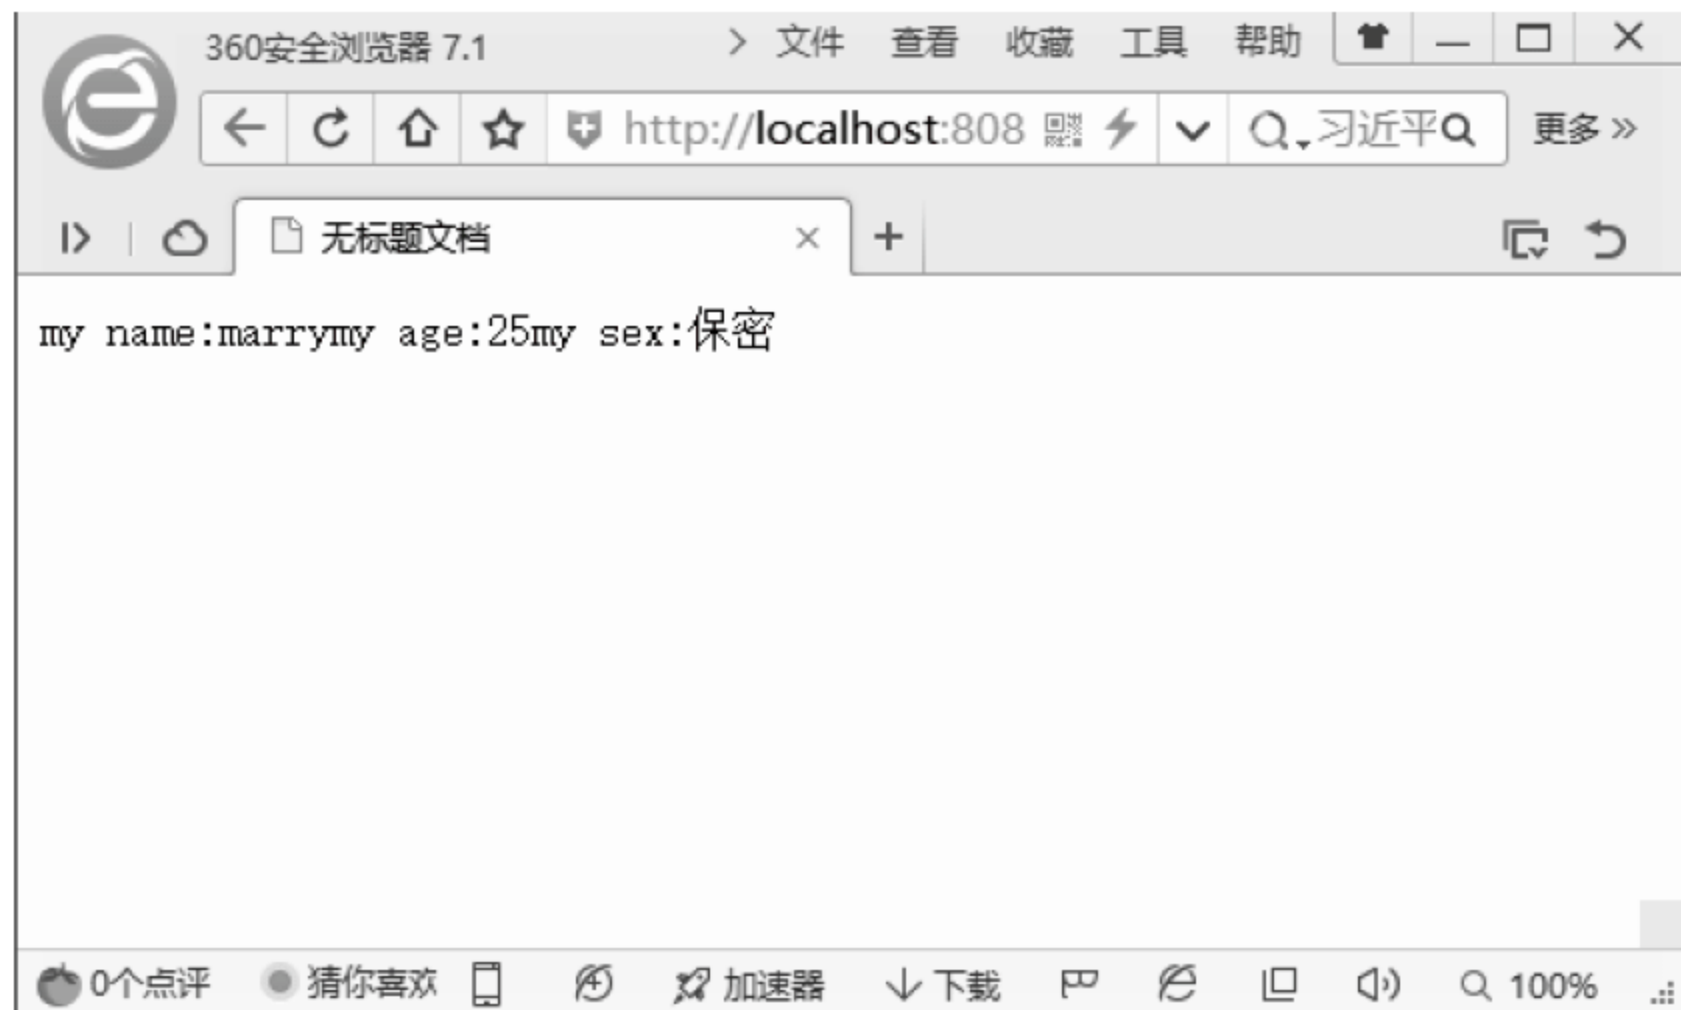 360安全浏览器 7.1 > 文件 查看 收藏 工具 帮助
http://localhost:808 习近平 更多 »
无标题文档
my name:marrymy age:25my sex:保密
0个点评 猜你喜欢 加速器 下载 100%